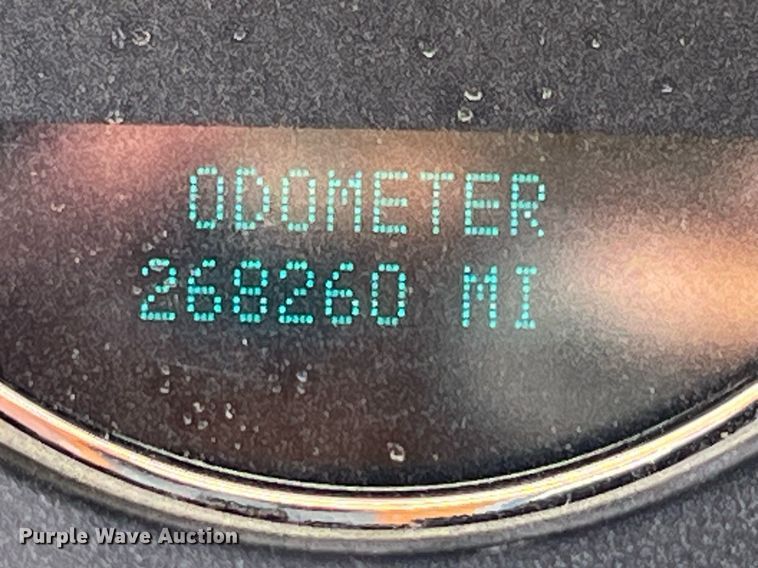 ODOMETER
268260 MI
Purple Wave Auction